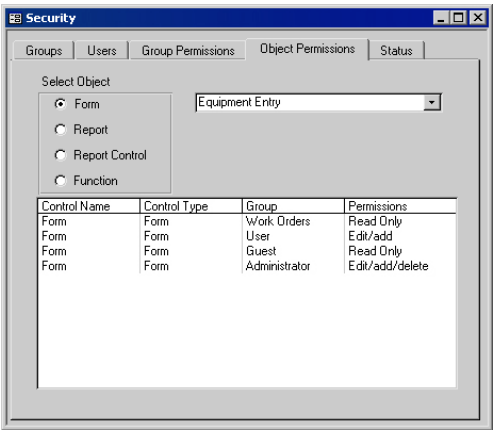 Security
Groups Users Group Permissions Object Permissions Status
Select Object
Form
Equipment Entry
Report
Report Control
Function
Control Name Control Type Group Permissions
Form Form Work Orders Read Only
Form Form User Edit/add
Form Form Guest Read Only
Form Form Administrator Edit/add/delete